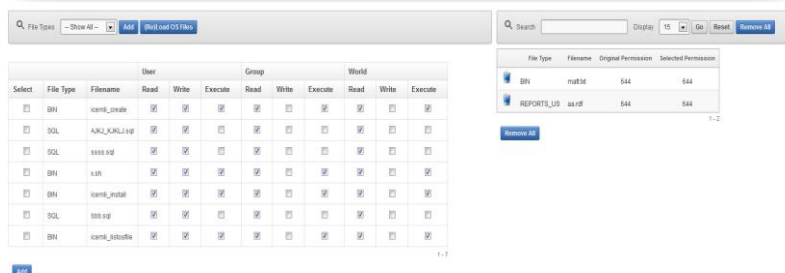 File Types -- Show All -- Add (Re)Load OS Files
Search Display 15 Go Reset Remove All
User Group World
Select File Type Filename Read Write Execute Read Write Execute Read Write Execute
BIN icemli_create
SQL AJKJ_KJKLJ.sql
SQL ssss.sql
BIN x.sh
BIN icemli_install
SQL bbb.sql
BIN icemli_listosfile
1 - 7
Add
File Type Filename Original Permission Selected Permission
BIN matt.txt 644 644
REPORTS_US aa.rdf 644 644
1 - 2
Remove All